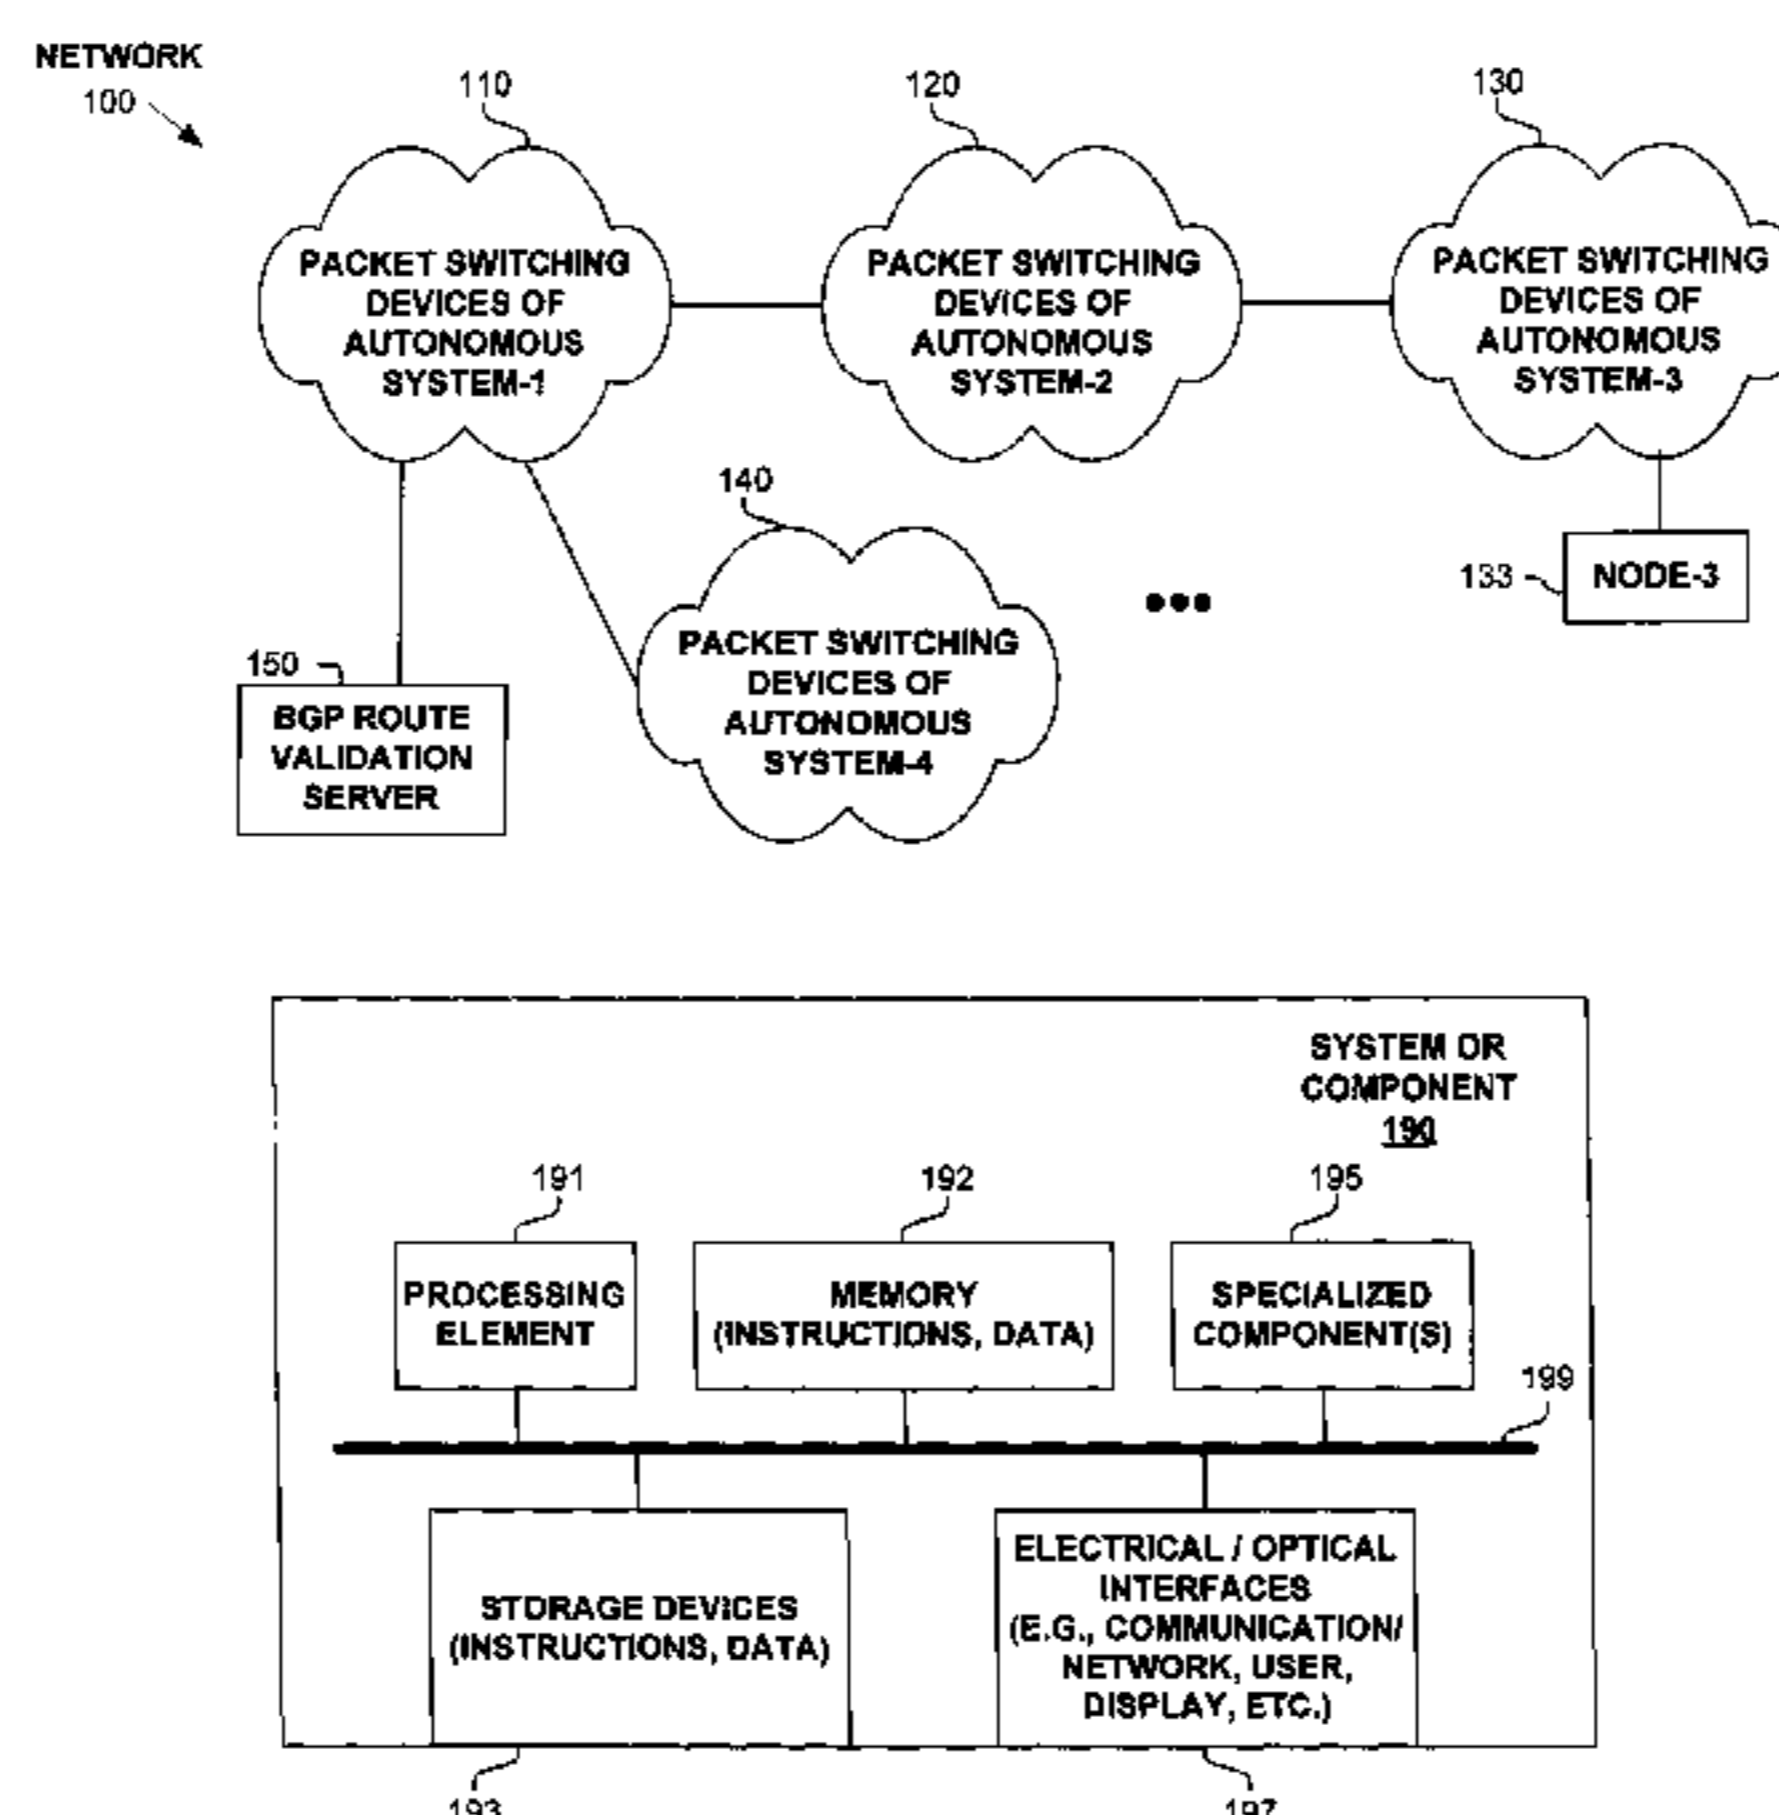 NETWORK
100
110
120
130
PACKET SWITCHING
DEVICES OF
AUTONOMOUS
SYSTEM-1
PACKET SWITCHING
DEVICES OF
AUTONOMOUS
SYSTEM-2
PACKET SWITCHING
DEVICES OF
AUTONOMOUS
SYSTEM-3
140
133
NODE-3
PACKET SWITCHING
DEVICES OF
AUTONOMOUS
SYSTEM-4
150
BGP ROUTE
VALIDATION
SERVER
SYSTEM OR
COMPONENT
190
191
192
195
PROCESSING
ELEMENT
MEMORY
(INSTRUCTIONS, DATA)
SPECIALIZED
COMPONENT(S)
199
STORAGE DEVICES
(INSTRUCTIONS, DATA)
ELECTRICAL / OPTICAL
INTERFACES
(E.G., COMMUNICATION/
NETWORK, USER,
DISPLAY, ETC.)
193
197